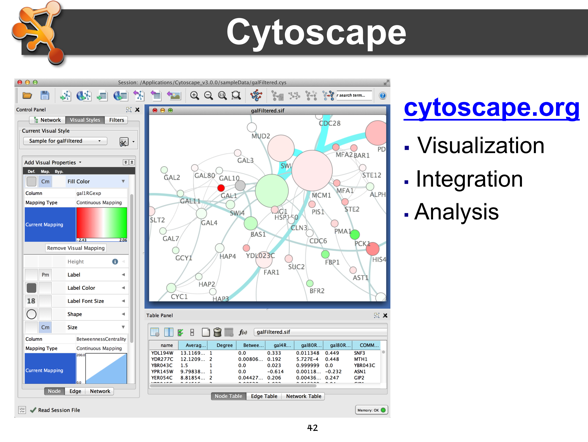 Cytoscape
Session: /Applications/Cytoscape_v3.0.0/sampleData/galFiltered.cys
r search term...
Control Panel
Network Visual Styles Filters
Current Visual Style
Sample for galFiltered
Add Visual Properties
Def. Map. Byp.
Cm Fill Color
Column gal1RGexp
Mapping Type Continuous Mapping
Current Mapping
Remove Visual Mapping
Height
Pm Label
Label Color
18 Label Font Size
Shape
Cm Size
Column BetweennessCentrality
Mapping Type Continuous Mapping
Current Mapping
Node Edge Network
Read Session File
galFiltered.sif
CDC28
MUD2
PD
MFA2 BAR1
GAL3
SWI
STE12
GAL2
GAL80
GAL10
MFA1
ALPH
GAL1
MCM1
GAL11
STE2
SLT2
SWI4
PIS1
GAL4
HSP150
CLN3
PMA1
BAS1
GAL7
CDC6
PCK1
HAP4
YDL023C
GCY1
FBP1
HIS4
FAR1
SUC2
AST1
HAP2
BFR2
CYC1
HAP3
Table Panel
f(x) galFiltered.sif
name Averag... Degree Betwee... gal4R... gal80R... gal80R... COMM...
YDL194W 13.1169... 1 0.0 0.333 0.011348 0.449 SNF3
YDR277C 12.1209... 2 0.00806... 0.192 5.727E-4 0.448 MTH1
YBR043C 1.5 1 0.0 0.023 0.999999 0.0 YBR043C
YPR145W 9.79838... 1 0.0 -0.614 0.00118... -0.232 ASN1
YER054C 8.81854... 2 0.04427... 0.206 0.00436... 0.247 GIP2
Node Table Edge Table Network Table
Memory: OK
cytoscape.org
▪ Visualization
▪ Integration
▪ Analysis
42